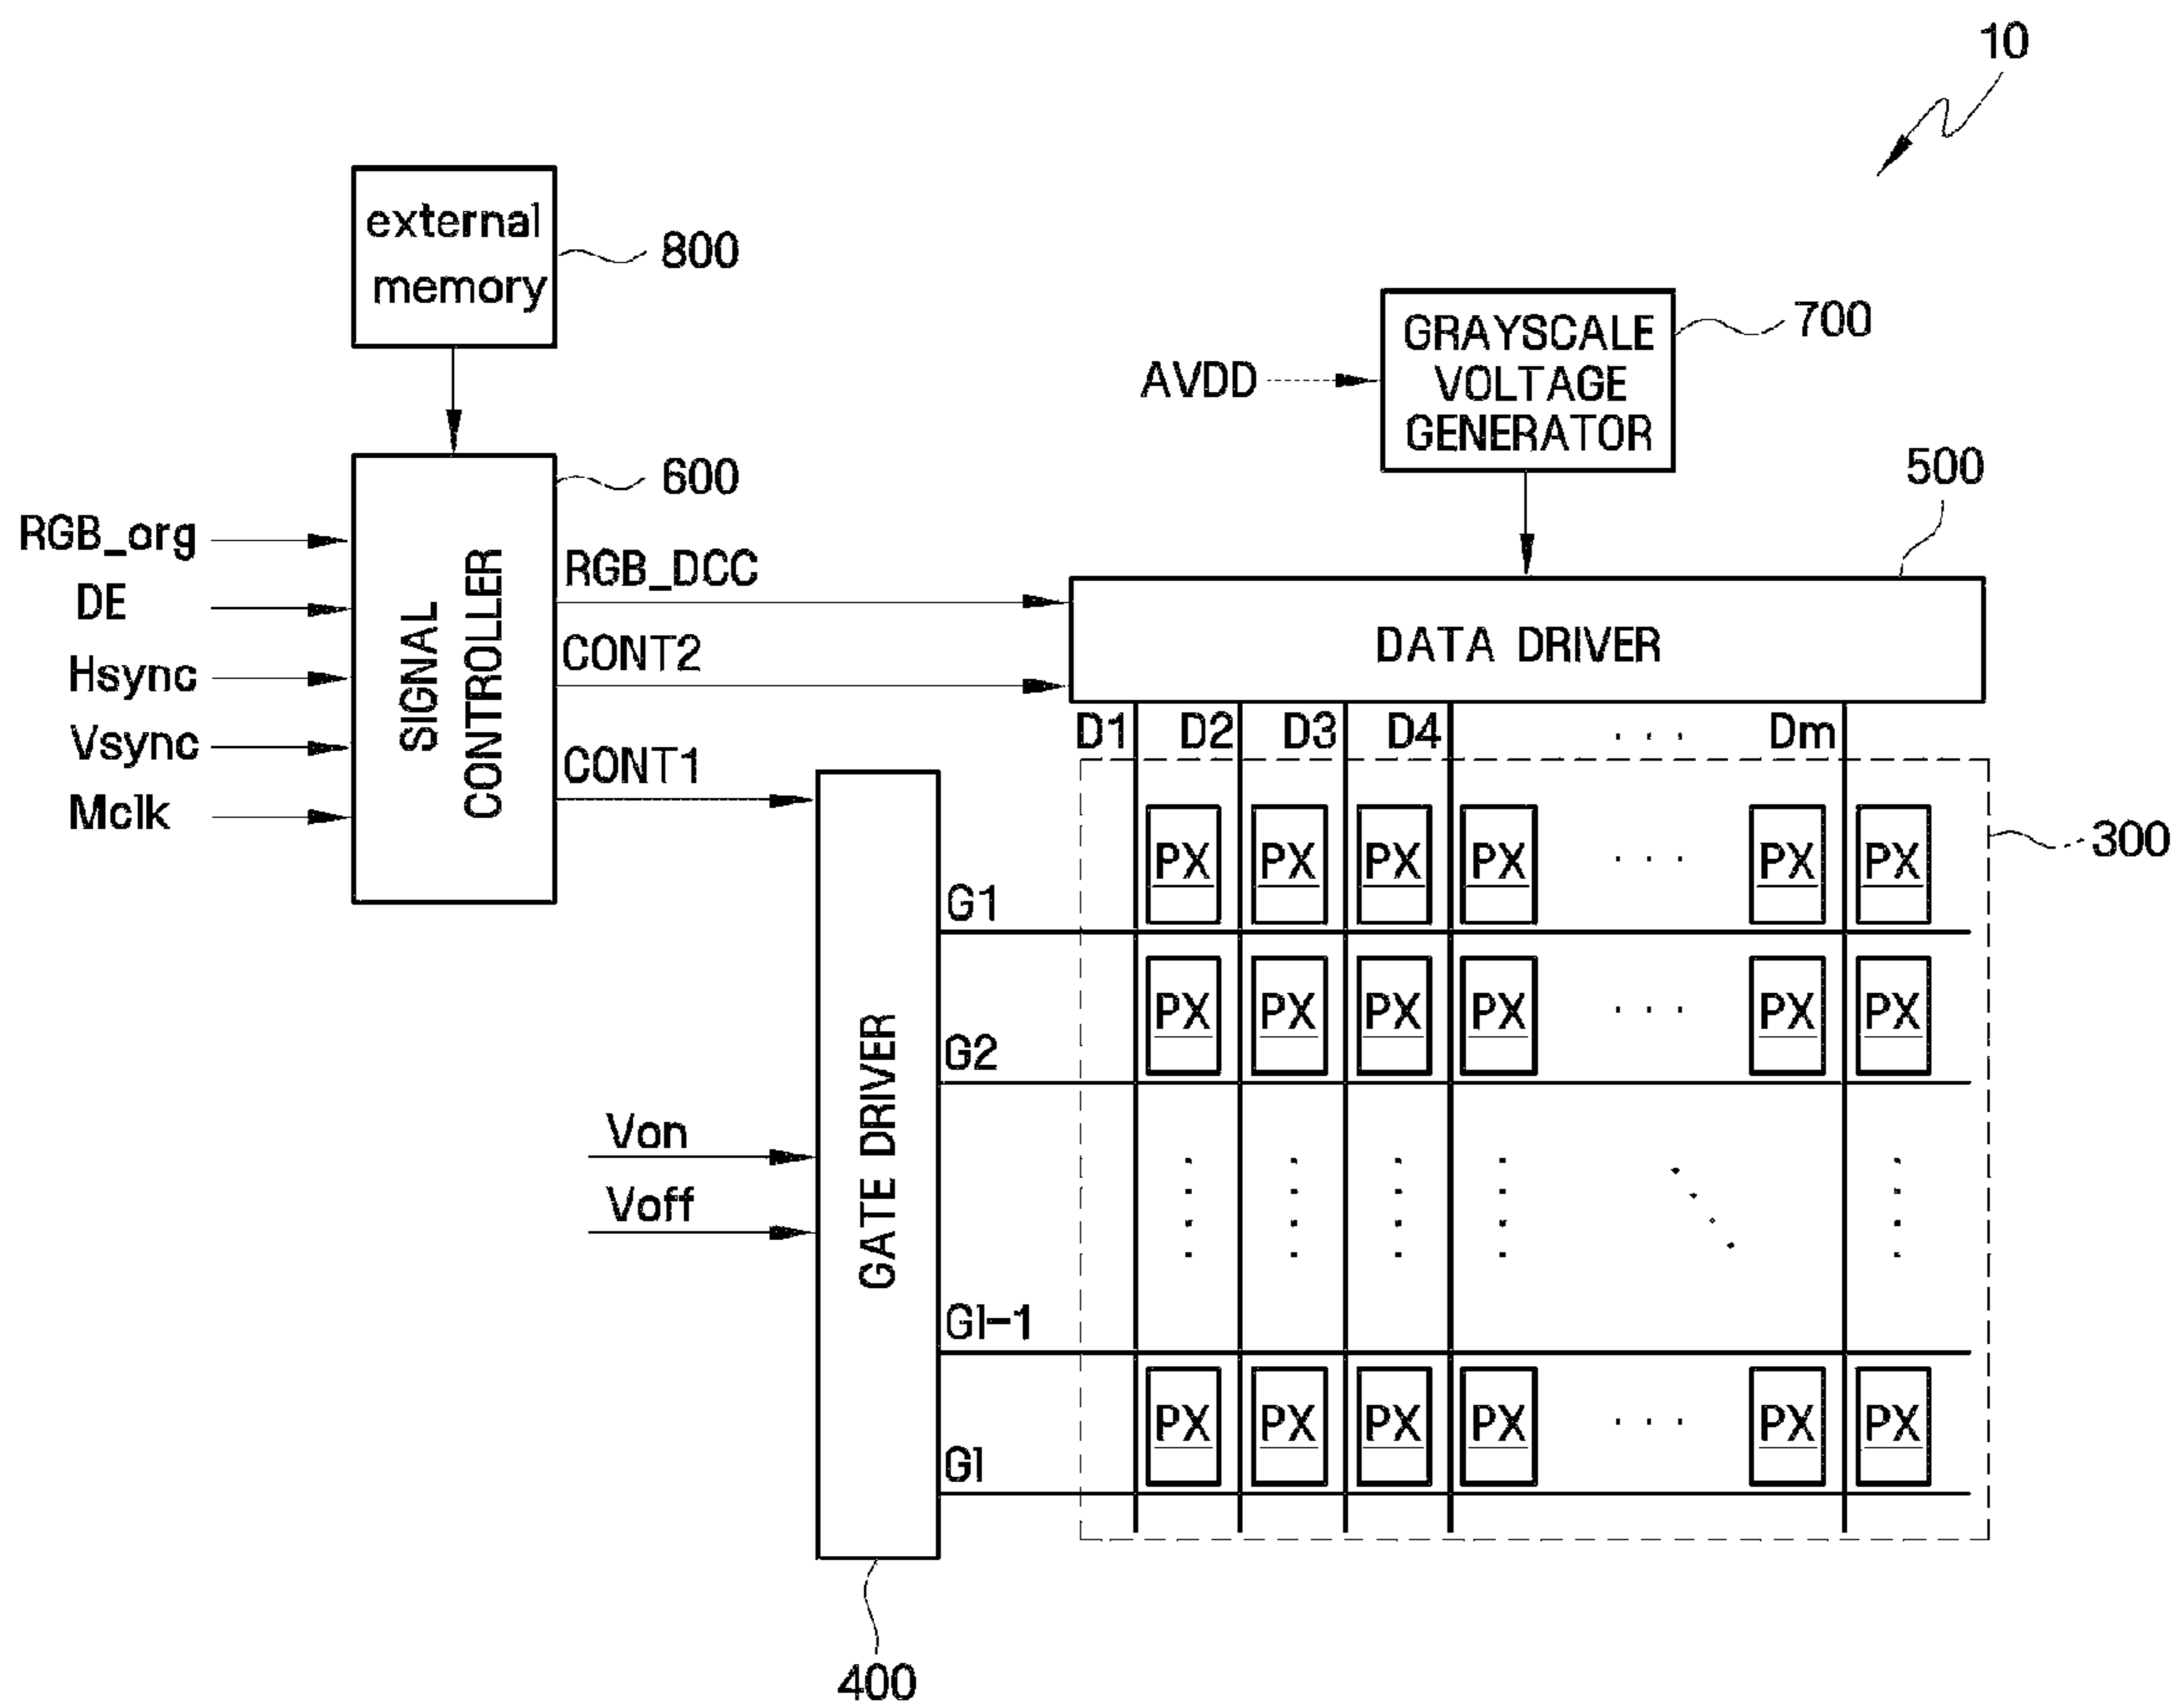 10
external
memory
800
GRAYSCALE
VOLTAGE
GENERATOR
700
AVDD
500
600
RGB_org
DE
Hsync
Vsync
Mclk
SIGNAL
CONTROLLER
RGB_DCC
CONT2
CONT1
DATA DRIVER
D1 D2 D3 D4 . . . Dm
300
PX PX PX PX . . . PX PX
G1
PX PX PX PX . . . PX PX
G2
Von
Voff
GATE DRIVER
Gl-1
PX PX PX PX . . . PX PX
Gl
400